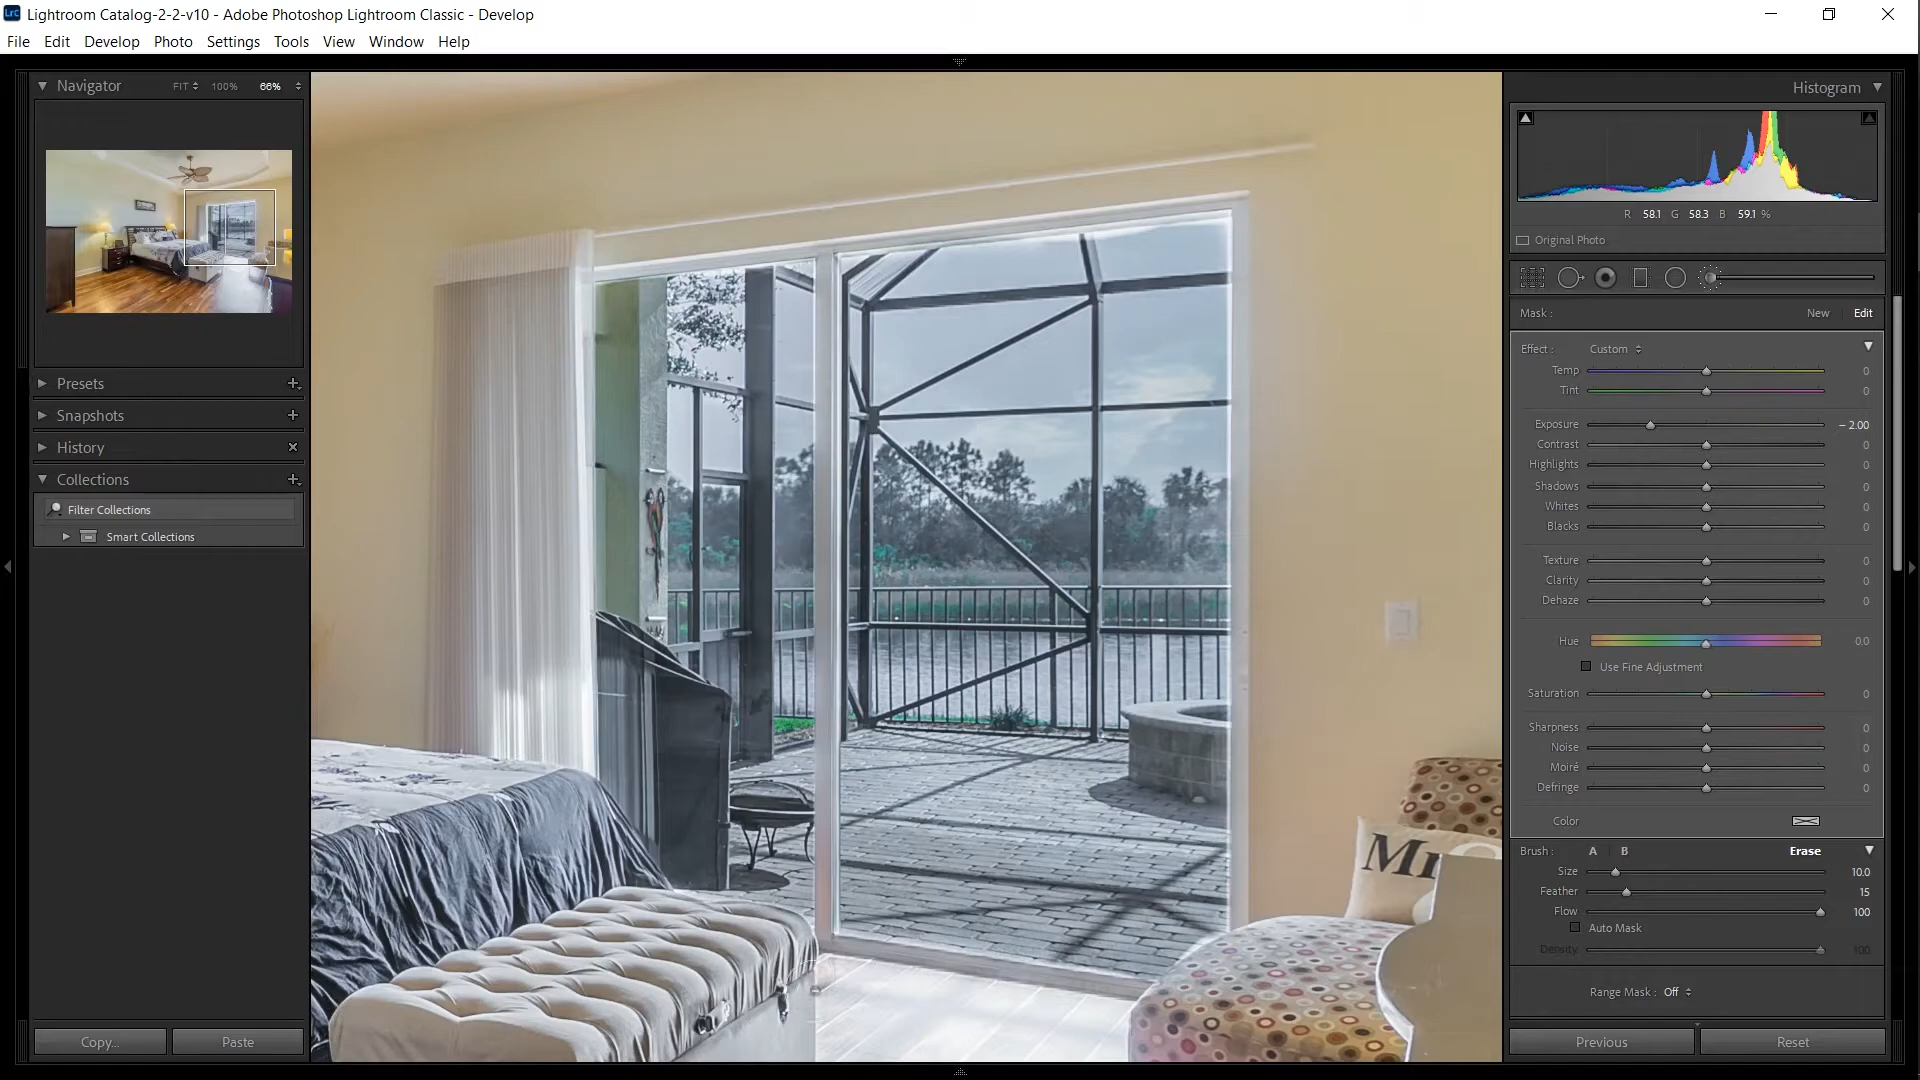 Lightroom Catalog-2-2-v10 - Adobe Photoshop Lightroom Classic - Develop
File Edit Develop Photo Settings Tools View Window Help
Navigator FIT 100% 66%
Presets
Snapshots
History
Collections
Filter Collections
Smart Collections
Copy... Paste
Histogram
R 58.1 G 58.3 B 59.1 %
Original Photo
Mask : New Edit
Effect : Custom
Temp 0
Tint 0
Exposure – 2.00
Contrast 0
Highlights 0
Shadows 0
Whites 0
Blacks 0
Texture 0
Clarity 0
Dehaze 0
Hue 0.0
Use Fine Adjustment
Saturation 0
Sharpness 0
Noise 0
Moiré 0
Defringe 0
Color
Brush : A B Erase
Size 10.0
Feather 15
Flow 100
Auto Mask
Density 100
Range Mask : Off
Previous Reset